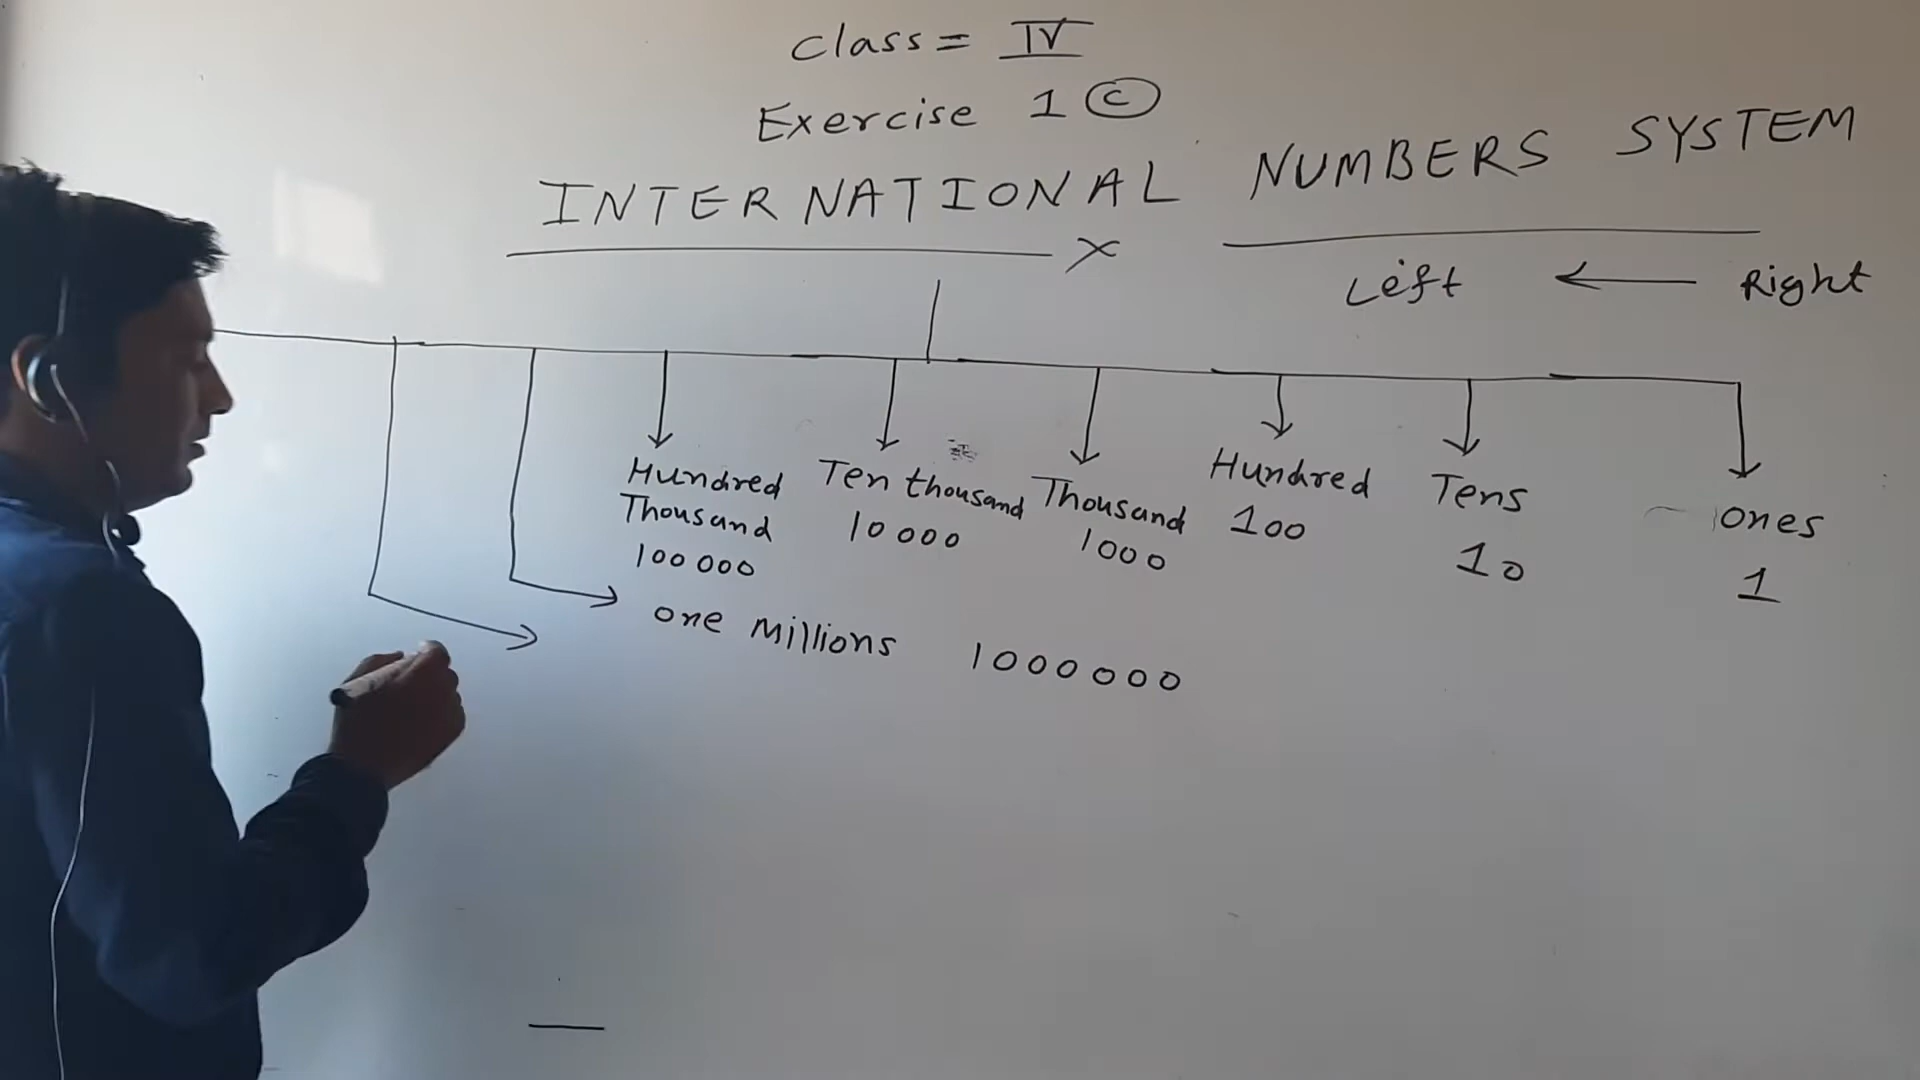 Class = IV
Exercise 1 (C)
INTERNATIONAL NUMBERS SYSTEM
Left ← Right
Hundred Thousand 100 000
Ten thousand 10 000
Thousand 1000
Hundred 100
Tens 10
ones 1
one Millions 1000000